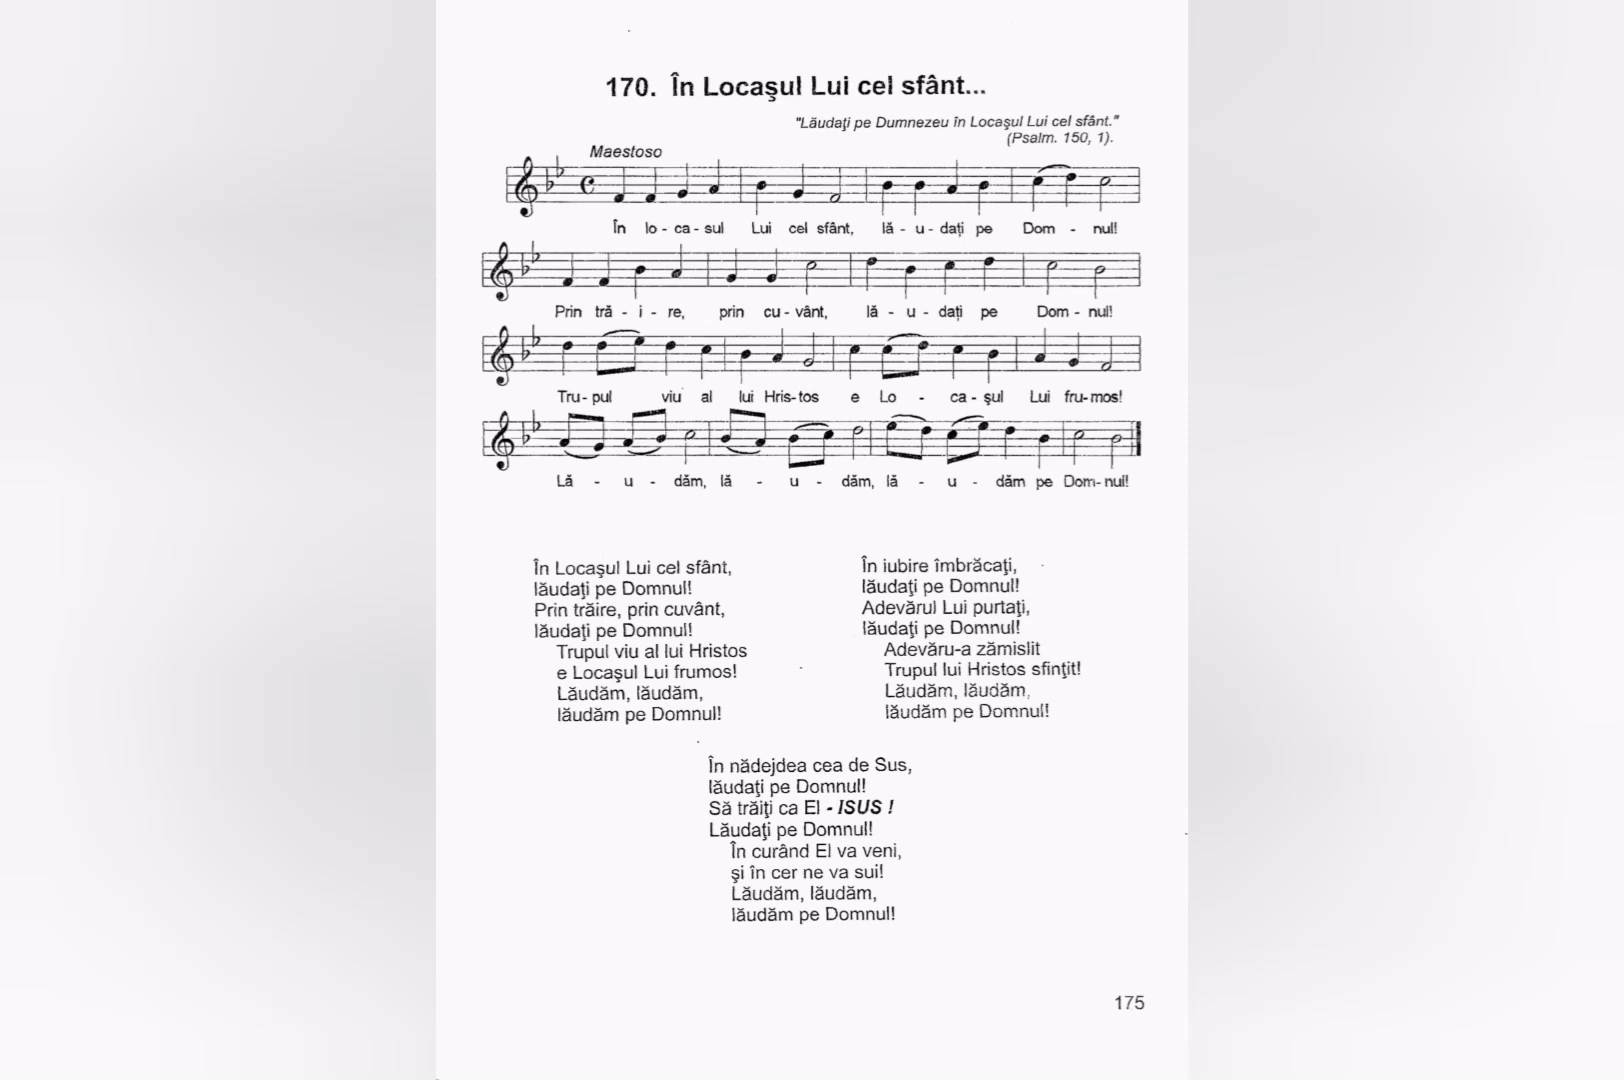 170. În Locaşul Lui cel sfânt...
"Lăudaţi pe Dumnezeu în Locaşul Lui cel sfânt."
(Psalm. 150, 1).
Maestoso
În lo - ca - sul Lui cel sfânt, lă - u - daţi pe Dom - nul!
Prin tră - i - re, prin cu - vânt, lă - u - daţi pe Dom - nul!
Tru - pul viu al lui Hris - tos e Lo - ca - şul Lui fru - mos!
Lă - u - dăm, lă - u - dăm, lă - u - dăm pe Dom - nul!
În Locaşul Lui cel sfânt,
lăudaţi pe Domnul!
Prin trăire, prin cuvânt,
lăudaţi pe Domnul!
Trupul viu al lui Hristos
e Locaşul Lui frumos!
Lăudăm, lăudăm,
lăudăm pe Domnul!
În iubire îmbrăcaţi,
lăudaţi pe Domnul!
Adevărul Lui purtaţi,
lăudaţi pe Domnul!
Adevăru-a zămislit
Trupul lui Hristos sfinţit!
Lăudăm, lăudăm,
lăudăm pe Domnul!
În nădejdea cea de Sus,
lăudaţi pe Domnul!
Să trăiţi ca El - ISUS !
Lăudaţi pe Domnul!
În curând El va veni,
şi în cer ne va sui!
Lăudăm, lăudăm,
lăudăm pe Domnul!
175